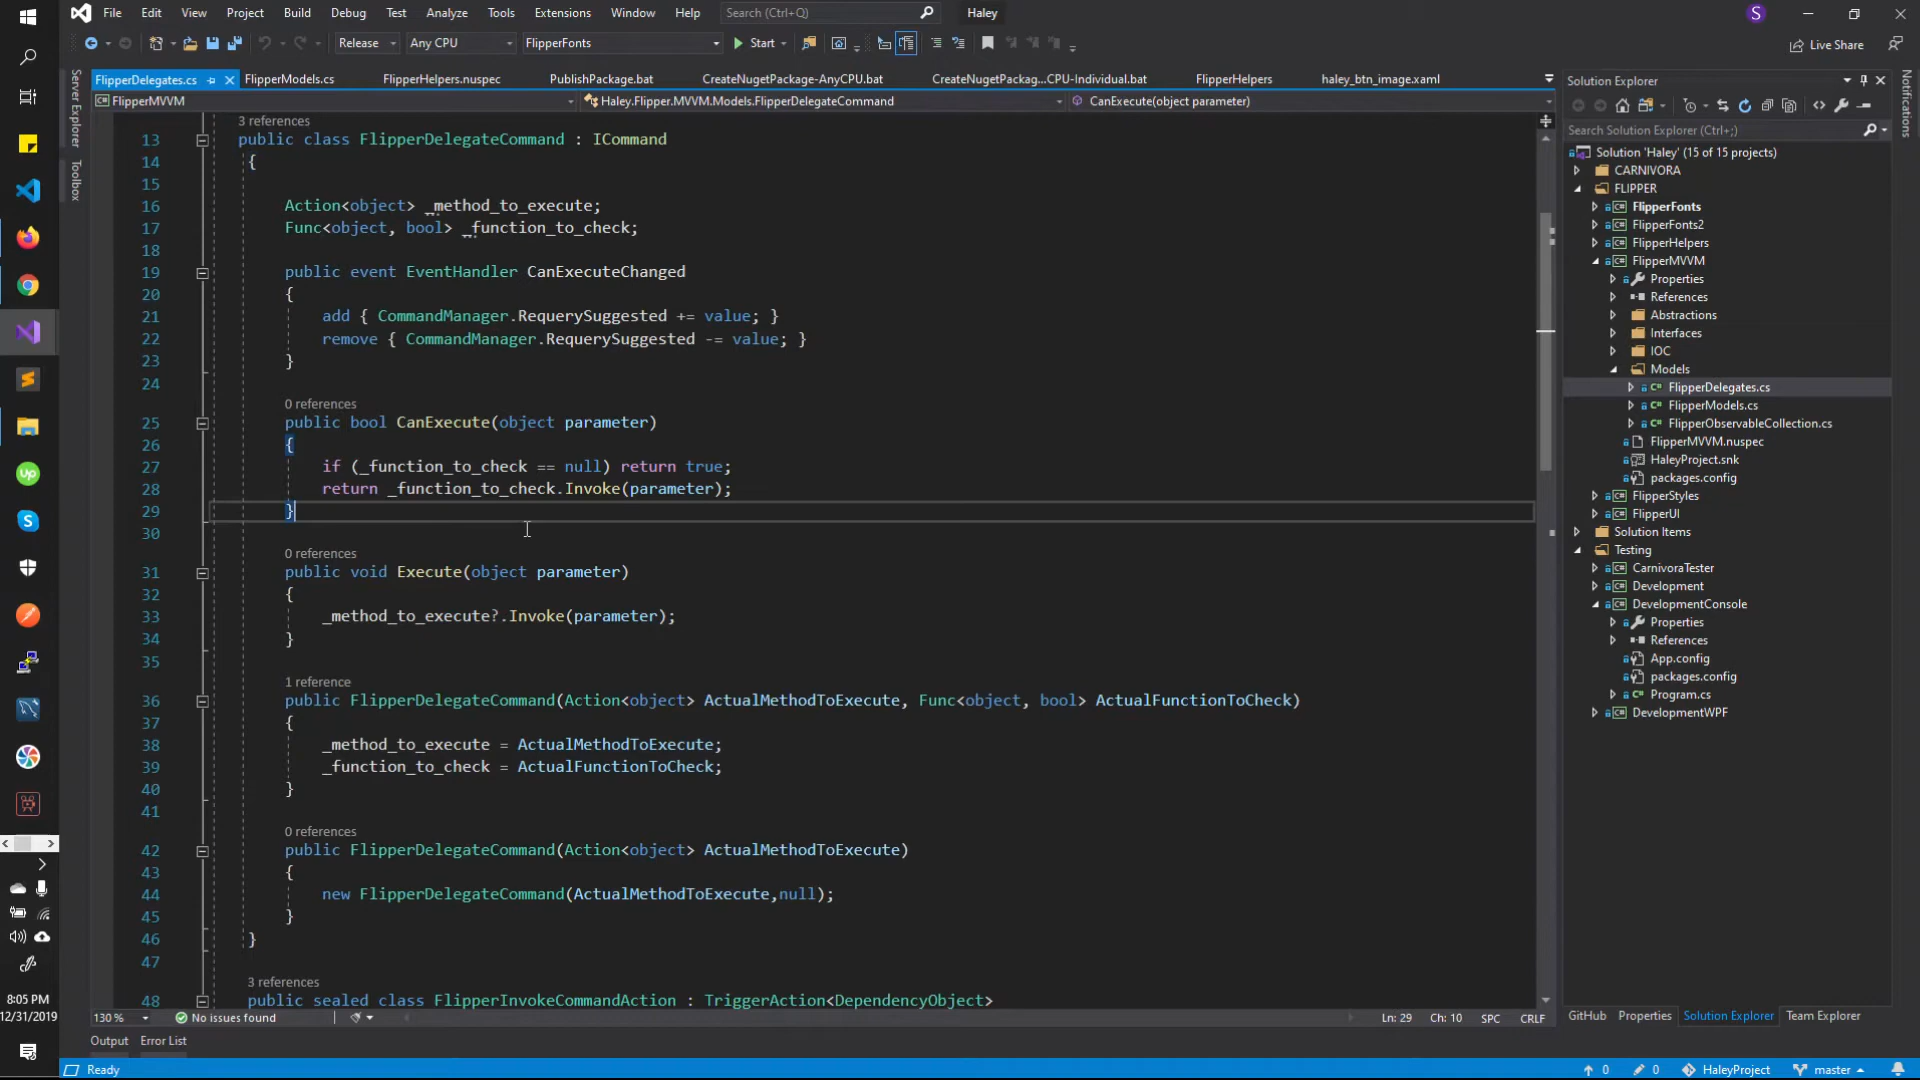 File Edit View Project Build Debug Test Analyze Tools Extensions Window Help Search (Ctrl+Q) Haley S
Release Any CPU FlipperFonts Start Live Share
FlipperDelegates.cs FlipperModels.cs FlipperHelpers.nuspec PublishPackage.bat CreateNugetPackage-AnyCPU.bat CreateNugetPackag...CPU-Individual.bat FlipperHelpers haley_btn_image.xaml
FlipperMVVM Haley.Flipper.MVVM.Models.FlipperDelegateCommand CanExecute(object parameter)
Server Explorer
Toolbox
3 references
13 public class FlipperDelegateCommand : ICommand
14 {
15
16 Action<object> _method_to_execute;
17 Func<object, bool> _function_to_check;
18
19 public event EventHandler CanExecuteChanged
20 {
21 add { CommandManager.RequerySuggested += value; }
22 remove { CommandManager.RequerySuggested -= value; }
23 }
24
0 references
25 public bool CanExecute(object parameter)
26 {
27 if (_function_to_check == null) return true;
28 return _function_to_check.Invoke(parameter);
29 }
30
0 references
31 public void Execute(object parameter)
32 {
33 _method_to_execute?.Invoke(parameter);
34 }
35
1 reference
36 public FlipperDelegateCommand(Action<object> ActualMethodToExecute, Func<object, bool> ActualFunctionToCheck)
37 {
38 _method_to_execute = ActualMethodToExecute;
39 _function_to_check = ActualFunctionToCheck;
40 }
41
0 references
42 public FlipperDelegateCommand(Action<object> ActualMethodToExecute)
43 {
44 new FlipperDelegateCommand(ActualMethodToExecute,null);
45 }
46 }
47
3 references
48 public sealed class FlipperInvokeCommandAction : TriggerAction<DependencyObject>
130 % No issues found Ln: 29 Ch: 10 SPC CRLF
Output Error List
Ready 0 0 HaleyProject master
8:05 PM
12/31/2019
Solution Explorer
Search Solution Explorer (Ctrl+;)
Solution 'Haley' (15 of 15 projects)
CARNIVORA
FLIPPER
FlipperFonts
FlipperFonts2
FlipperHelpers
FlipperMVVM
Properties
References
Abstractions
Interfaces
IOC
Models
FlipperDelegates.cs
FlipperModels.cs
FlipperObservableCollection.cs
FlipperMVVM.nuspec
HaleyProject.snk
packages.config
FlipperStyles
FlipperUI
Solution Items
Testing
CarnivoraTester
Development
DevelopmentConsole
Properties
References
App.config
packages.config
Program.cs
DevelopmentWPF
GitHub Properties Solution Explorer Team Explorer
Notifications